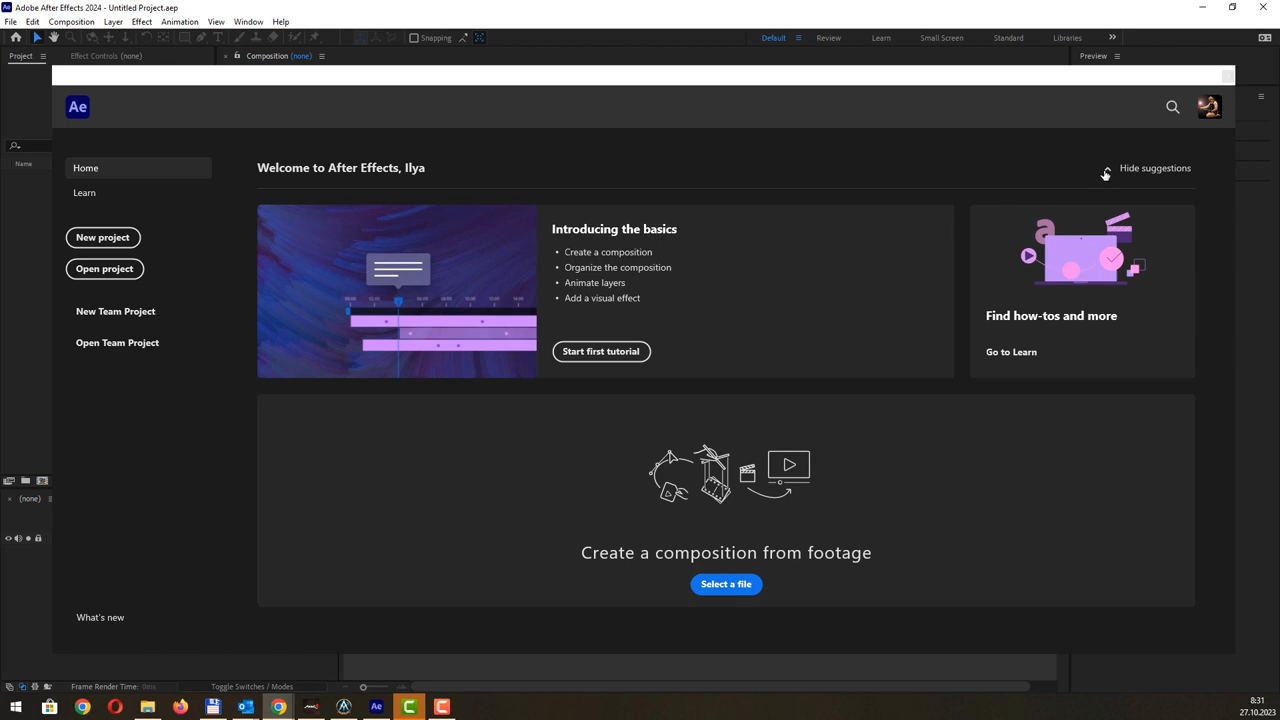 Ae Adobe After Effects 2024 - Untitled Project.aep
File Edit Composition Layer Effect Animation View Window Help
Snapping Default Review Learn Small Screen Standard Libraries
Project Effect Controls (none) Composition (none) Preview
Name
Ae
Home
Learn
New project
Open project
New Team Project
Open Team Project
What's new
Welcome to After Effects, Ilya
Hide suggestions
Introducing the basics
• Create a composition
• Organize the composition
• Animate layers
• Add a visual effect
Start first tutorial
Find how-tos and more
Go to Learn
Create a composition from footage
Select a file
(none)
Frame Render Time: 0ms Toggle Switches / Modes
Ae
8:31
27.10.2023